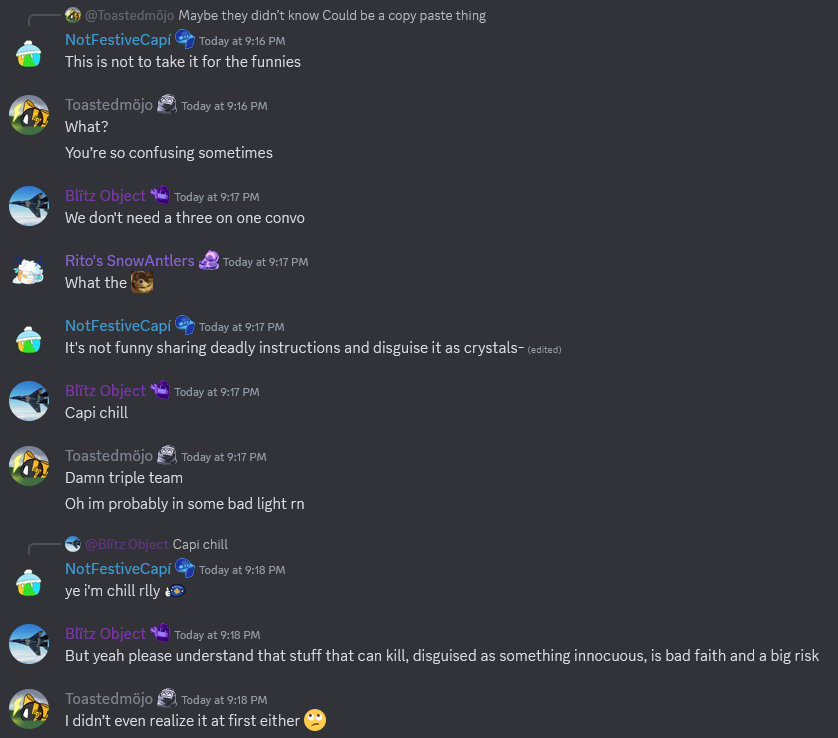 @Toastedmöjo Maybe they didn’t know Could be a copy paste thing
NotFestiveCapí Today at 9:16 PM
This is not to take it for the funnies
Toastedmöjo Today at 9:16 PM
What?
You’re so confusing sometimes
Blïtz Object Today at 9:17 PM
We don't need a three on one convo
Rito's SnowAntlers Today at 9:17 PM
What the
NotFestiveCapí Today at 9:17 PM
It's not funny sharing deadly instructions and disguise it as crystals- (edited)
Blïtz Object Today at 9:17 PM
Capi chill
Toastedmöjo Today at 9:17 PM
Damn triple team
Oh im probably in some bad light rn
@Blïtz Object Capi chill
NotFestiveCapí Today at 9:18 PM
ye i'm chill rlly
Blïtz Object Today at 9:18 PM
But yeah please understand that stuff that can kill, disguised as something innocuous, is bad faith and a big risk
Toastedmöjo Today at 9:18 PM
I didn’t even realize it at first either 🙄